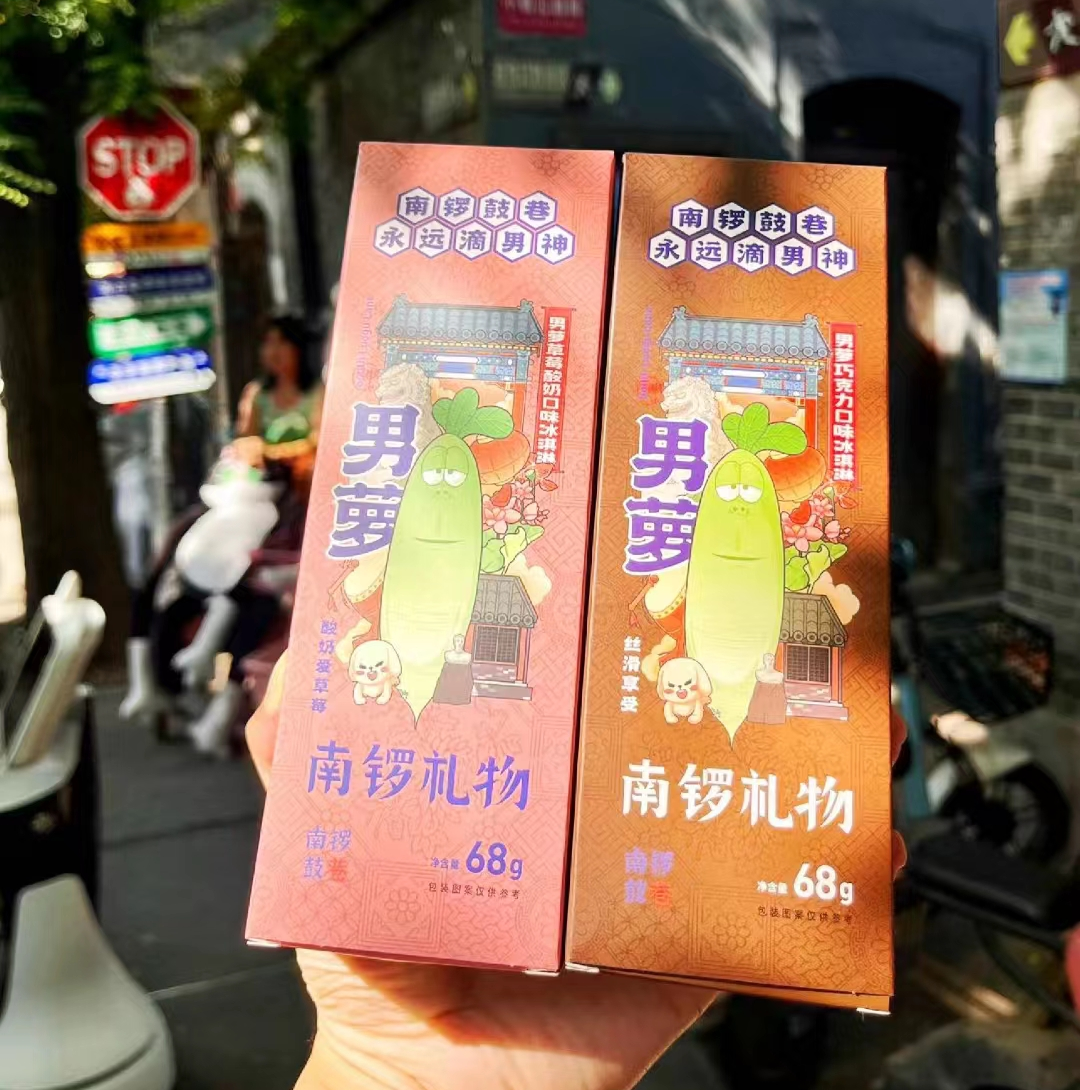 STOP
&
南锣鼓巷
永远滴男神
男萝草莓酸奶口味冰淇淋
男萝
酸奶爱草莓
南锣礼物
南锣
鼓巷
净含量 68g
包装图案仅供参考
南锣鼓巷
永远滴男神
男萝巧克力口味冰淇淋
男萝
丝滑享受
南锣礼物
南锣
鼓巷
净含量 68g
包装图案仅供参考